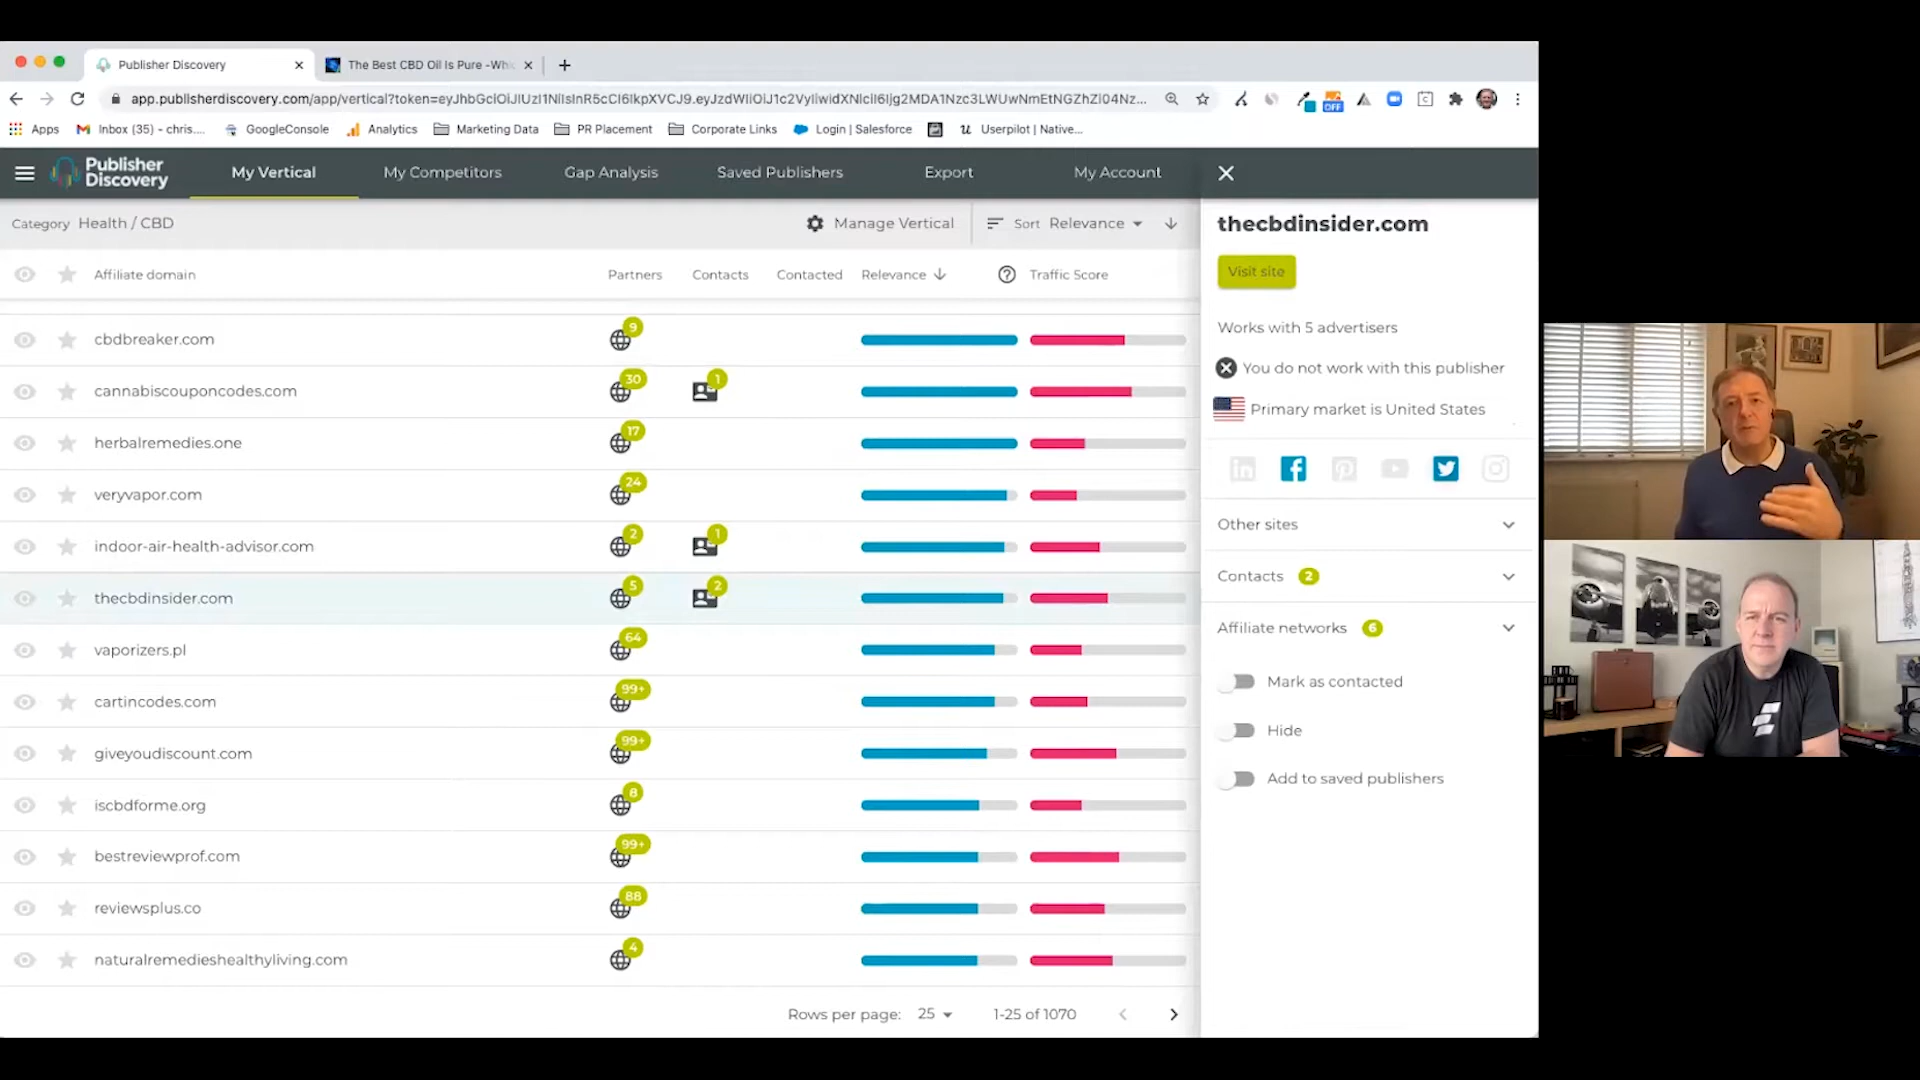 Publisher Discovery
The Best CBD Oil Is Pure -Whi
app.publisherdiscovery.com/app/vertical?token=
OFF
Apps
Inbox (35) - chris....
GoogleConsole
Analytics
Marketing Data
PR Placement
Corporate Links
Login | Salesforce
Userpilot | Native...
Publisher Discovery
My Vertical
My Competitors
Gap Analysis
Saved Publishers
Export
My Account
Category Health / CBD
Manage Vertical
Sort Relevance
Affiliate domain
Partners
Contacts
Contacted
Relevance
Traffic Score
cbdbreaker.com 9
cannabiscouponcodes.com 30 1
herbalremedies.one 17
veryvapor.com 24
indoor-air-health-advisor.com 2 1
thecbdinsider.com 5 2
vaporizers.pl 64
cartincodes.com 99+
giveyoudiscount.com 99+
iscbdforme.org 8
bestreviewprof.com 99+
reviewsplus.co 88
naturalremedieshealthyliving.com 4
Rows per page: 25
1-25 of 1070
thecbdinsider.com
Visit site
Works with 5 advertisers
You do not work with this publisher
Primary market is United States
Other sites
Contacts 2
Affiliate networks 6
Mark as contacted
Hide
Add to saved publishers